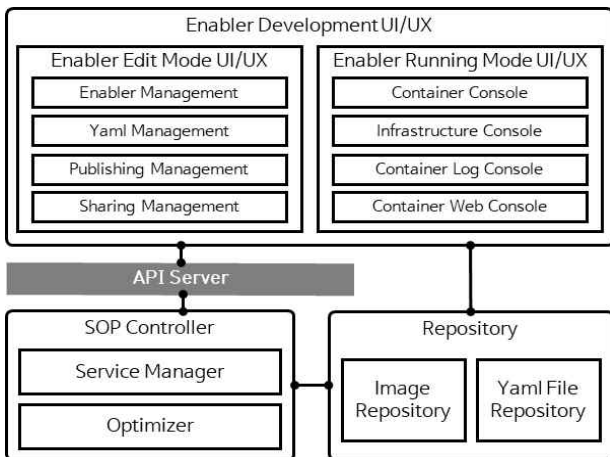 Enabler Development UI/UX
Enabler Edit Mode UI/UX
Enabler Management
Yaml Management
Publishing Management
Sharing Management
Enabler Running Mode UI/UX
Container Console
Infrastructure Console
Container Log Console
Container Web Console
API Server
SOP Controller
Service Manager
Optimizer
Repository
Image
Repository
Yaml File
Repository